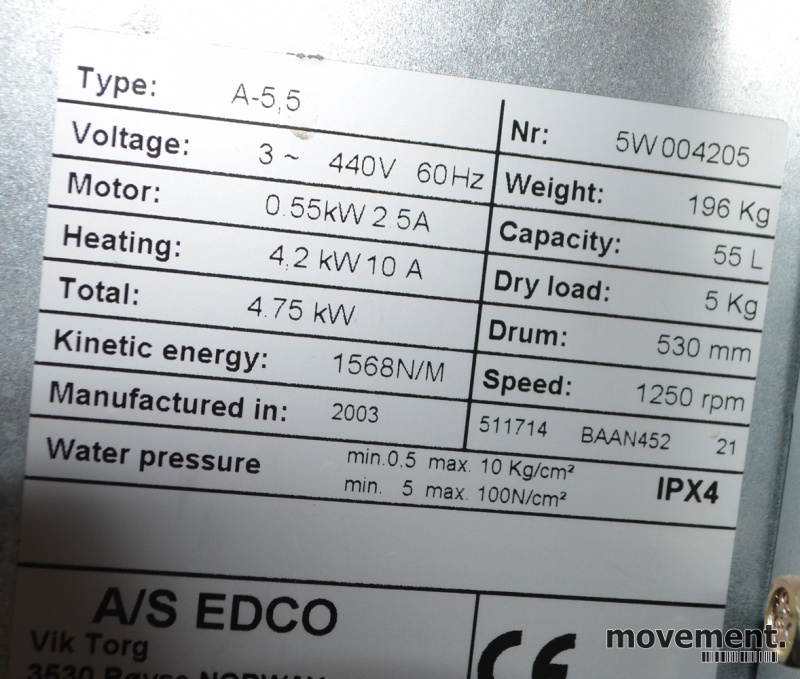 Type: A-5,5
Nr: 5W004205
Voltage: 3 ~ 440V 60Hz
Weight: 196 Kg
Motor: 0.55kW 2.5A
Capacity: 55 L
Heating: 4,2 kW 10 A
Dry load: 5 Kg
Total: 4.75 kW
Drum: 530 mm
Kinetic energy: 1568N/M
Speed: 1250 rpm
Manufactured in: 2003
511714 BAAN452 21
Water pressure min.0.5 max. 10 Kg/cm²
min. 5 max. 100N/cm²
IPX4
A/S EDCO
Vik Torg
3530 Røyse NORWAY
CE
movement.